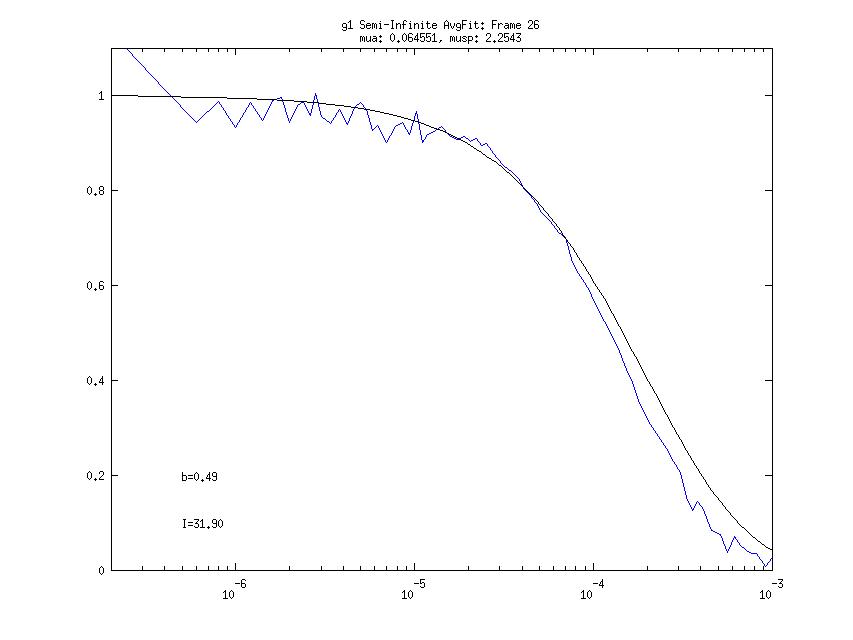 g1 Semi-Infinite AvgFit: Frame 26
mua: 0.064551, musp: 2.2543
1
0.8
0.6
0.4
0.2
b=0.49
I=31.90
0
10^-6 10^-5 10^-4 10^-3